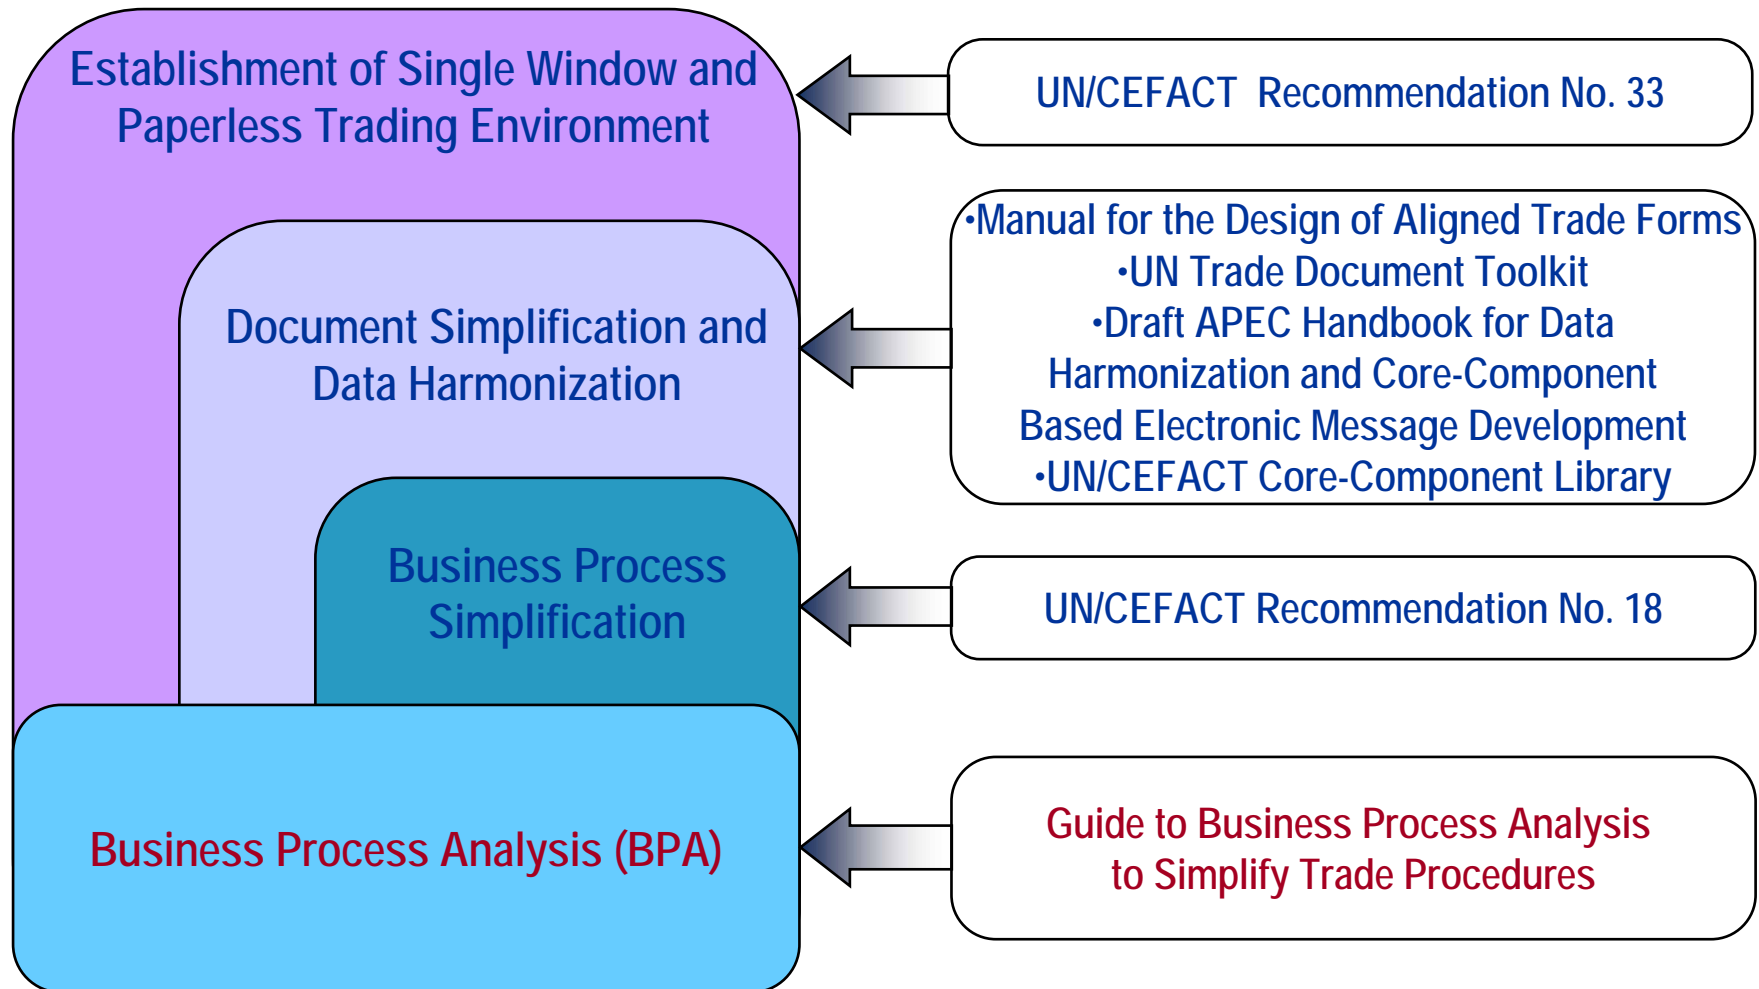 Establishment of Single Window and
Paperless Trading Environment
UN/CEFACT Recommendation No. 33
Document Simplification and
Data Harmonization
•Manual for the Design of Aligned Trade Forms
•UN Trade Document Toolkit
•Draft APEC Handbook for Data
Harmonization and Core-Component
Based Electronic Message Development
•UN/CEFACT Core-Component Library
Business Process
Simplification
UN/CEFACT Recommendation No. 18
Business Process Analysis (BPA)
Guide to Business Process Analysis
to Simplify Trade Procedures